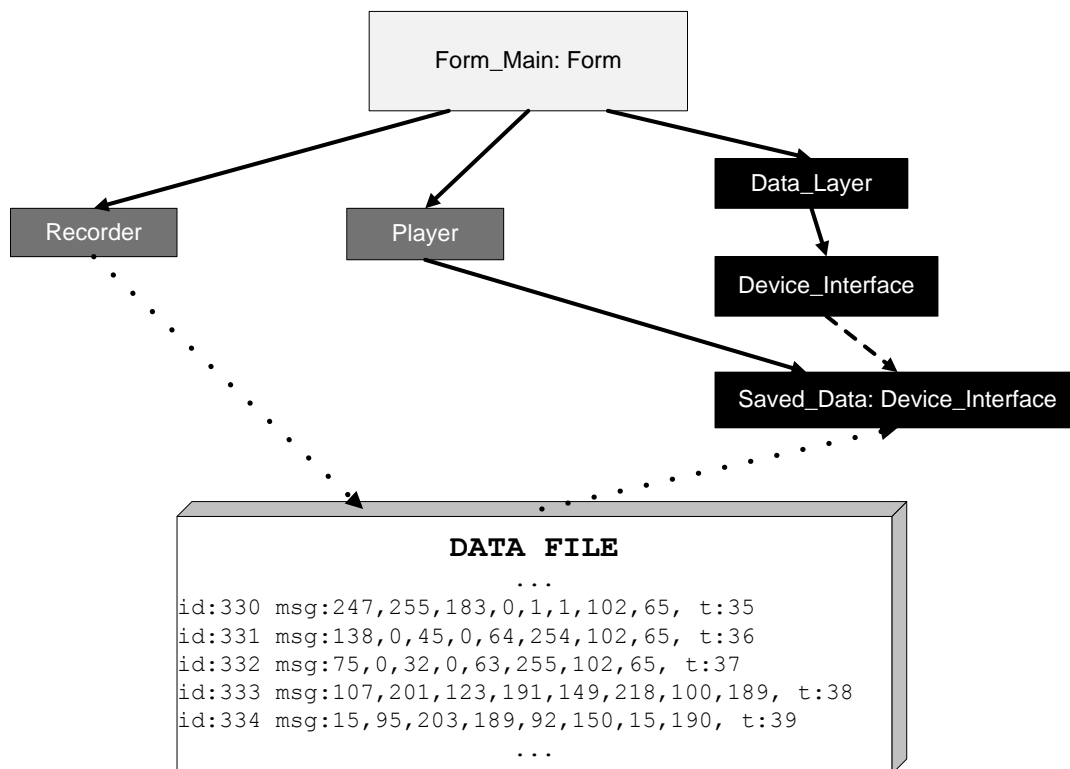 Form_Main: Form
Data_Layer
Recorder
Player
Device_Interface
Saved_Data: Device_Interface
DATA FILE
...
id:330 msg:247,255,183,0,1,1,102,65, t:35
id:331 msg:138,0,45,0,64,254,102,65, t:36
id:332 msg:75,0,32,0,63,255,102,65, t:37
id:333 msg:107,201,123,191,149,218,100,189, t:38
id:334 msg:15,95,203,189,92,150,15,190, t:39
...